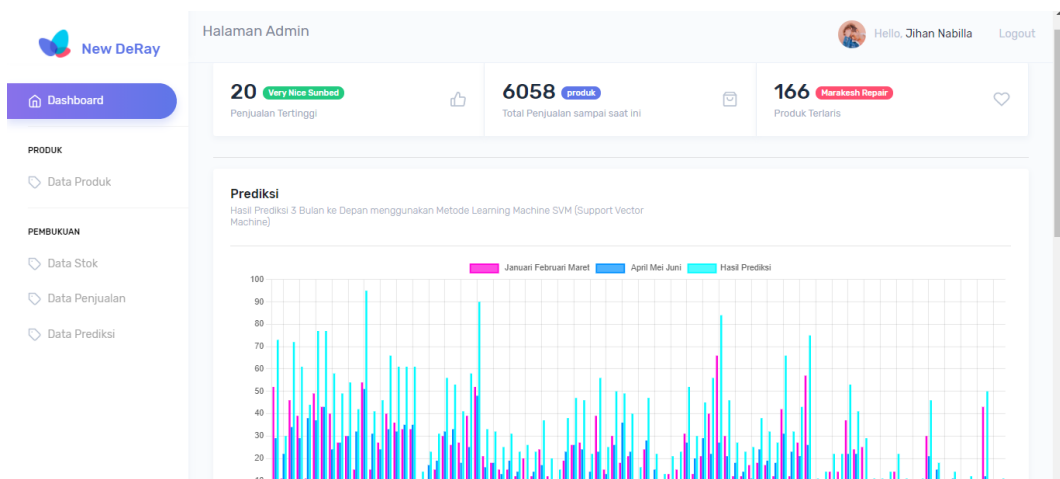 New DeRay
Halaman Admin
Hello, Jihan Nabilla
Logout
Dashboard
PRODUK
Data Produk
PEMBUKUAN
Data Stok
Data Penjualan
Data Prediksi
20 Very Nice Sunbed
Penjualan Tertinggi
6058 produk
Total Penjualan sampai saat ini
166 Marakesh Repair
Produk Terlaris
Prediksi
Hasil Prediksi 3 Bulan ke Depan menggunakan Metode Learning Machine SVM (Support Vector
Machine)
Januari Februari Maret
April Mei Juni
Hasil Prediksi
100
90
80
70
60
50
40
30
20